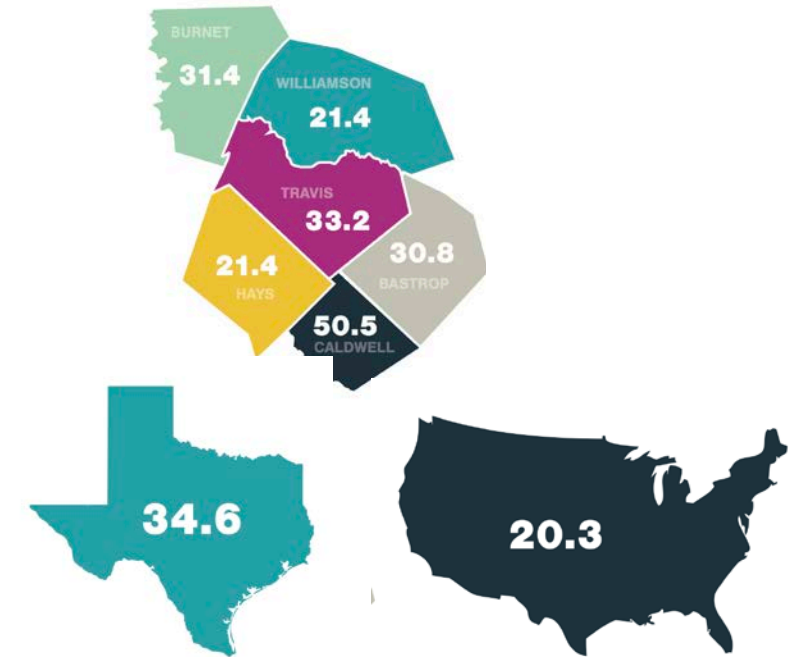 BURNET
31.4
WILLIAMSON
21.4
TRAVIS
33.2
30.8
BASTROP
21.4
HAYS
50.5
CALDWELL
34.6
20.3